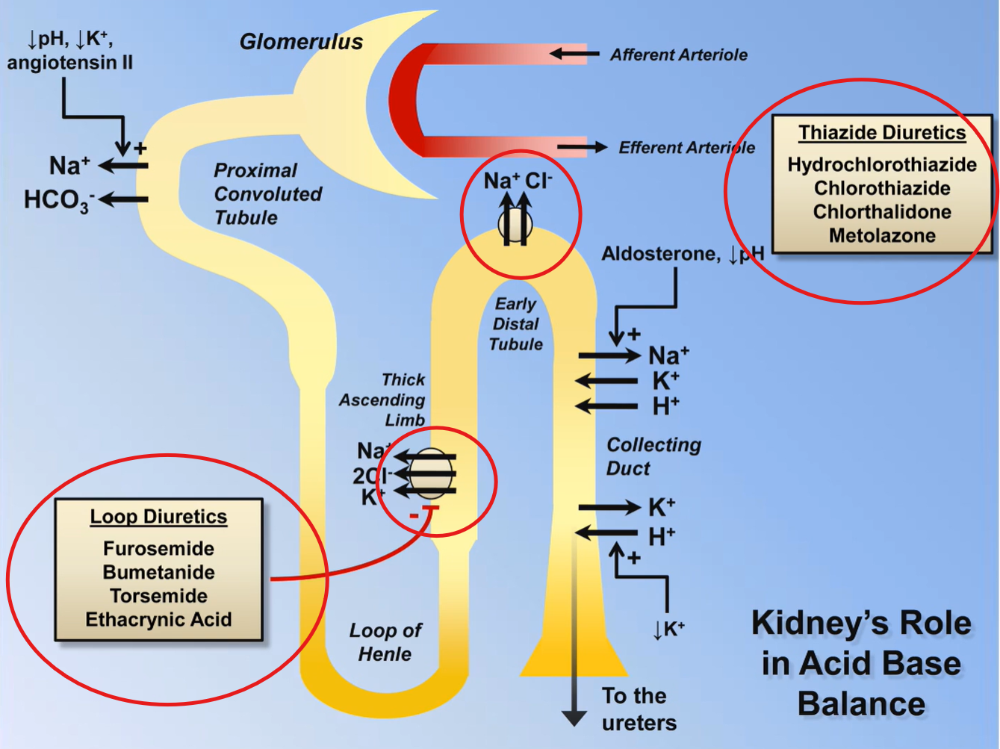 ↓pH, ↓K⁺,
angiotensin II
+
Na⁺
HCO₃⁻
Glomerulus
Afferent Arteriole
Efferent Arteriole
Proximal
Convoluted
Tubule
Na⁺ Cl⁻
Thiazide Diuretics
Hydrochlorothiazide
Chlorothiazide
Chlorthalidone
Metolazone
Aldosterone, ↓pH
+
Early
Distal
Tubule
Na⁺
K⁺
H⁺
Thick
Ascending
Limb
Na⁺
2Cl⁻
K⁺
-
Collecting
Duct
K⁺
H⁺
+
↓K⁺
Loop Diuretics
Furosemide
Bumetanide
Torsemide
Ethacrynic Acid
Loop of
Henle
To the
ureters
Kidney’s Role
in Acid Base
Balance